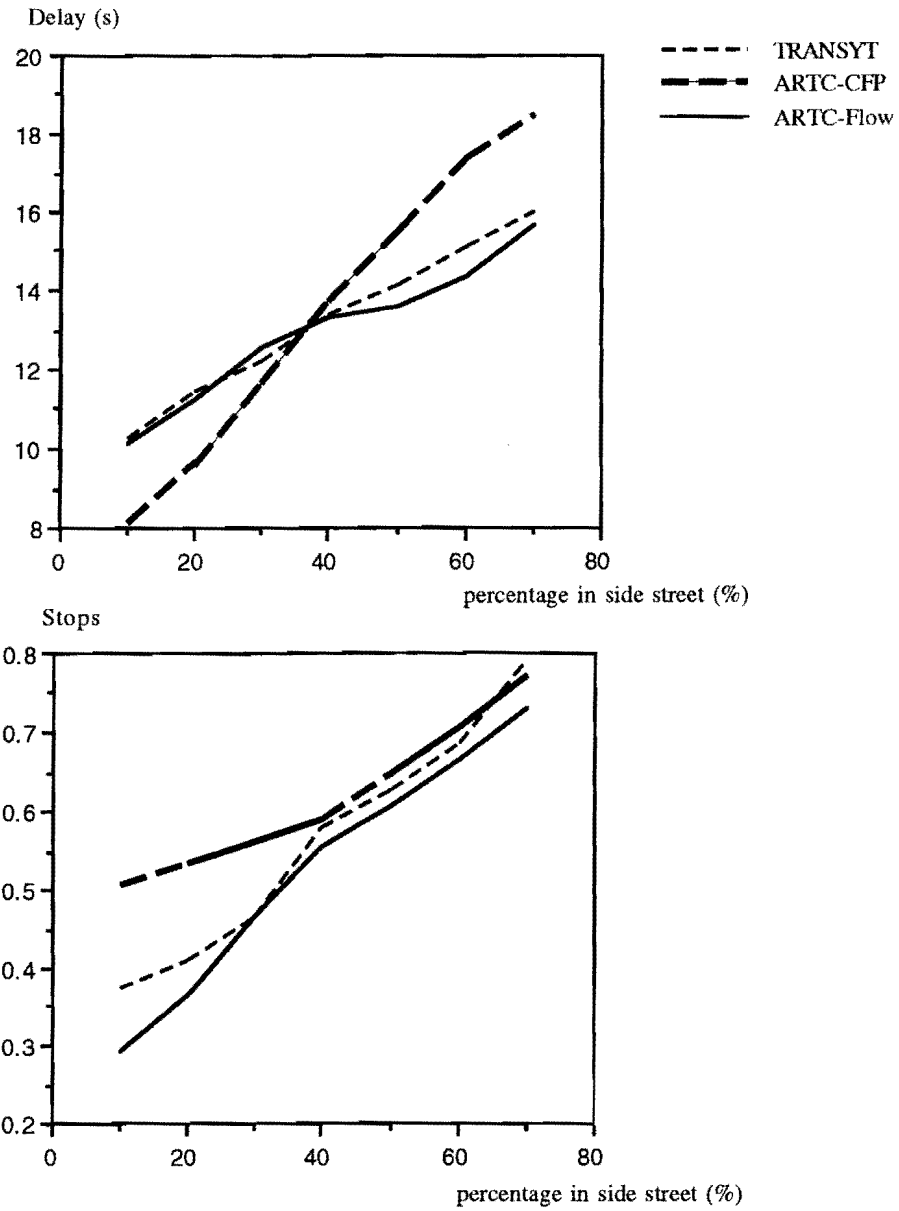 Delay (s)
20
18
16
14
12
10
8
0 20 40 60 80
percentage in side street (%)
TRANSYT
ARTC-CFP
ARTC-Flow
Stops
0.8
0.7
0.6
0.5
0.4
0.3
0.2
0 20 40 60 80
percentage in side street (%)